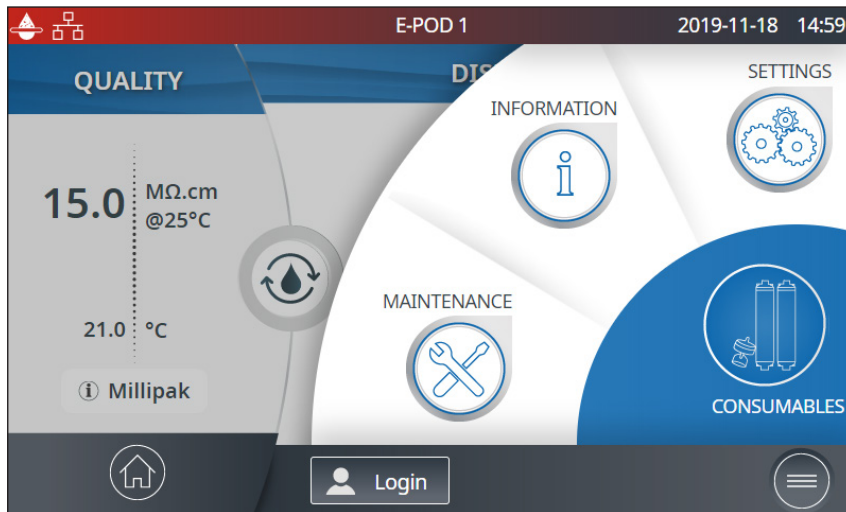 E-POD 1
2019-11-18 14:59
QUALITY
15.0 MΩ.cm
@25°C
21.0 °C
Millipak
DIS
INFORMATION
SETTINGS
MAINTENANCE
CONSUMABLES
Login